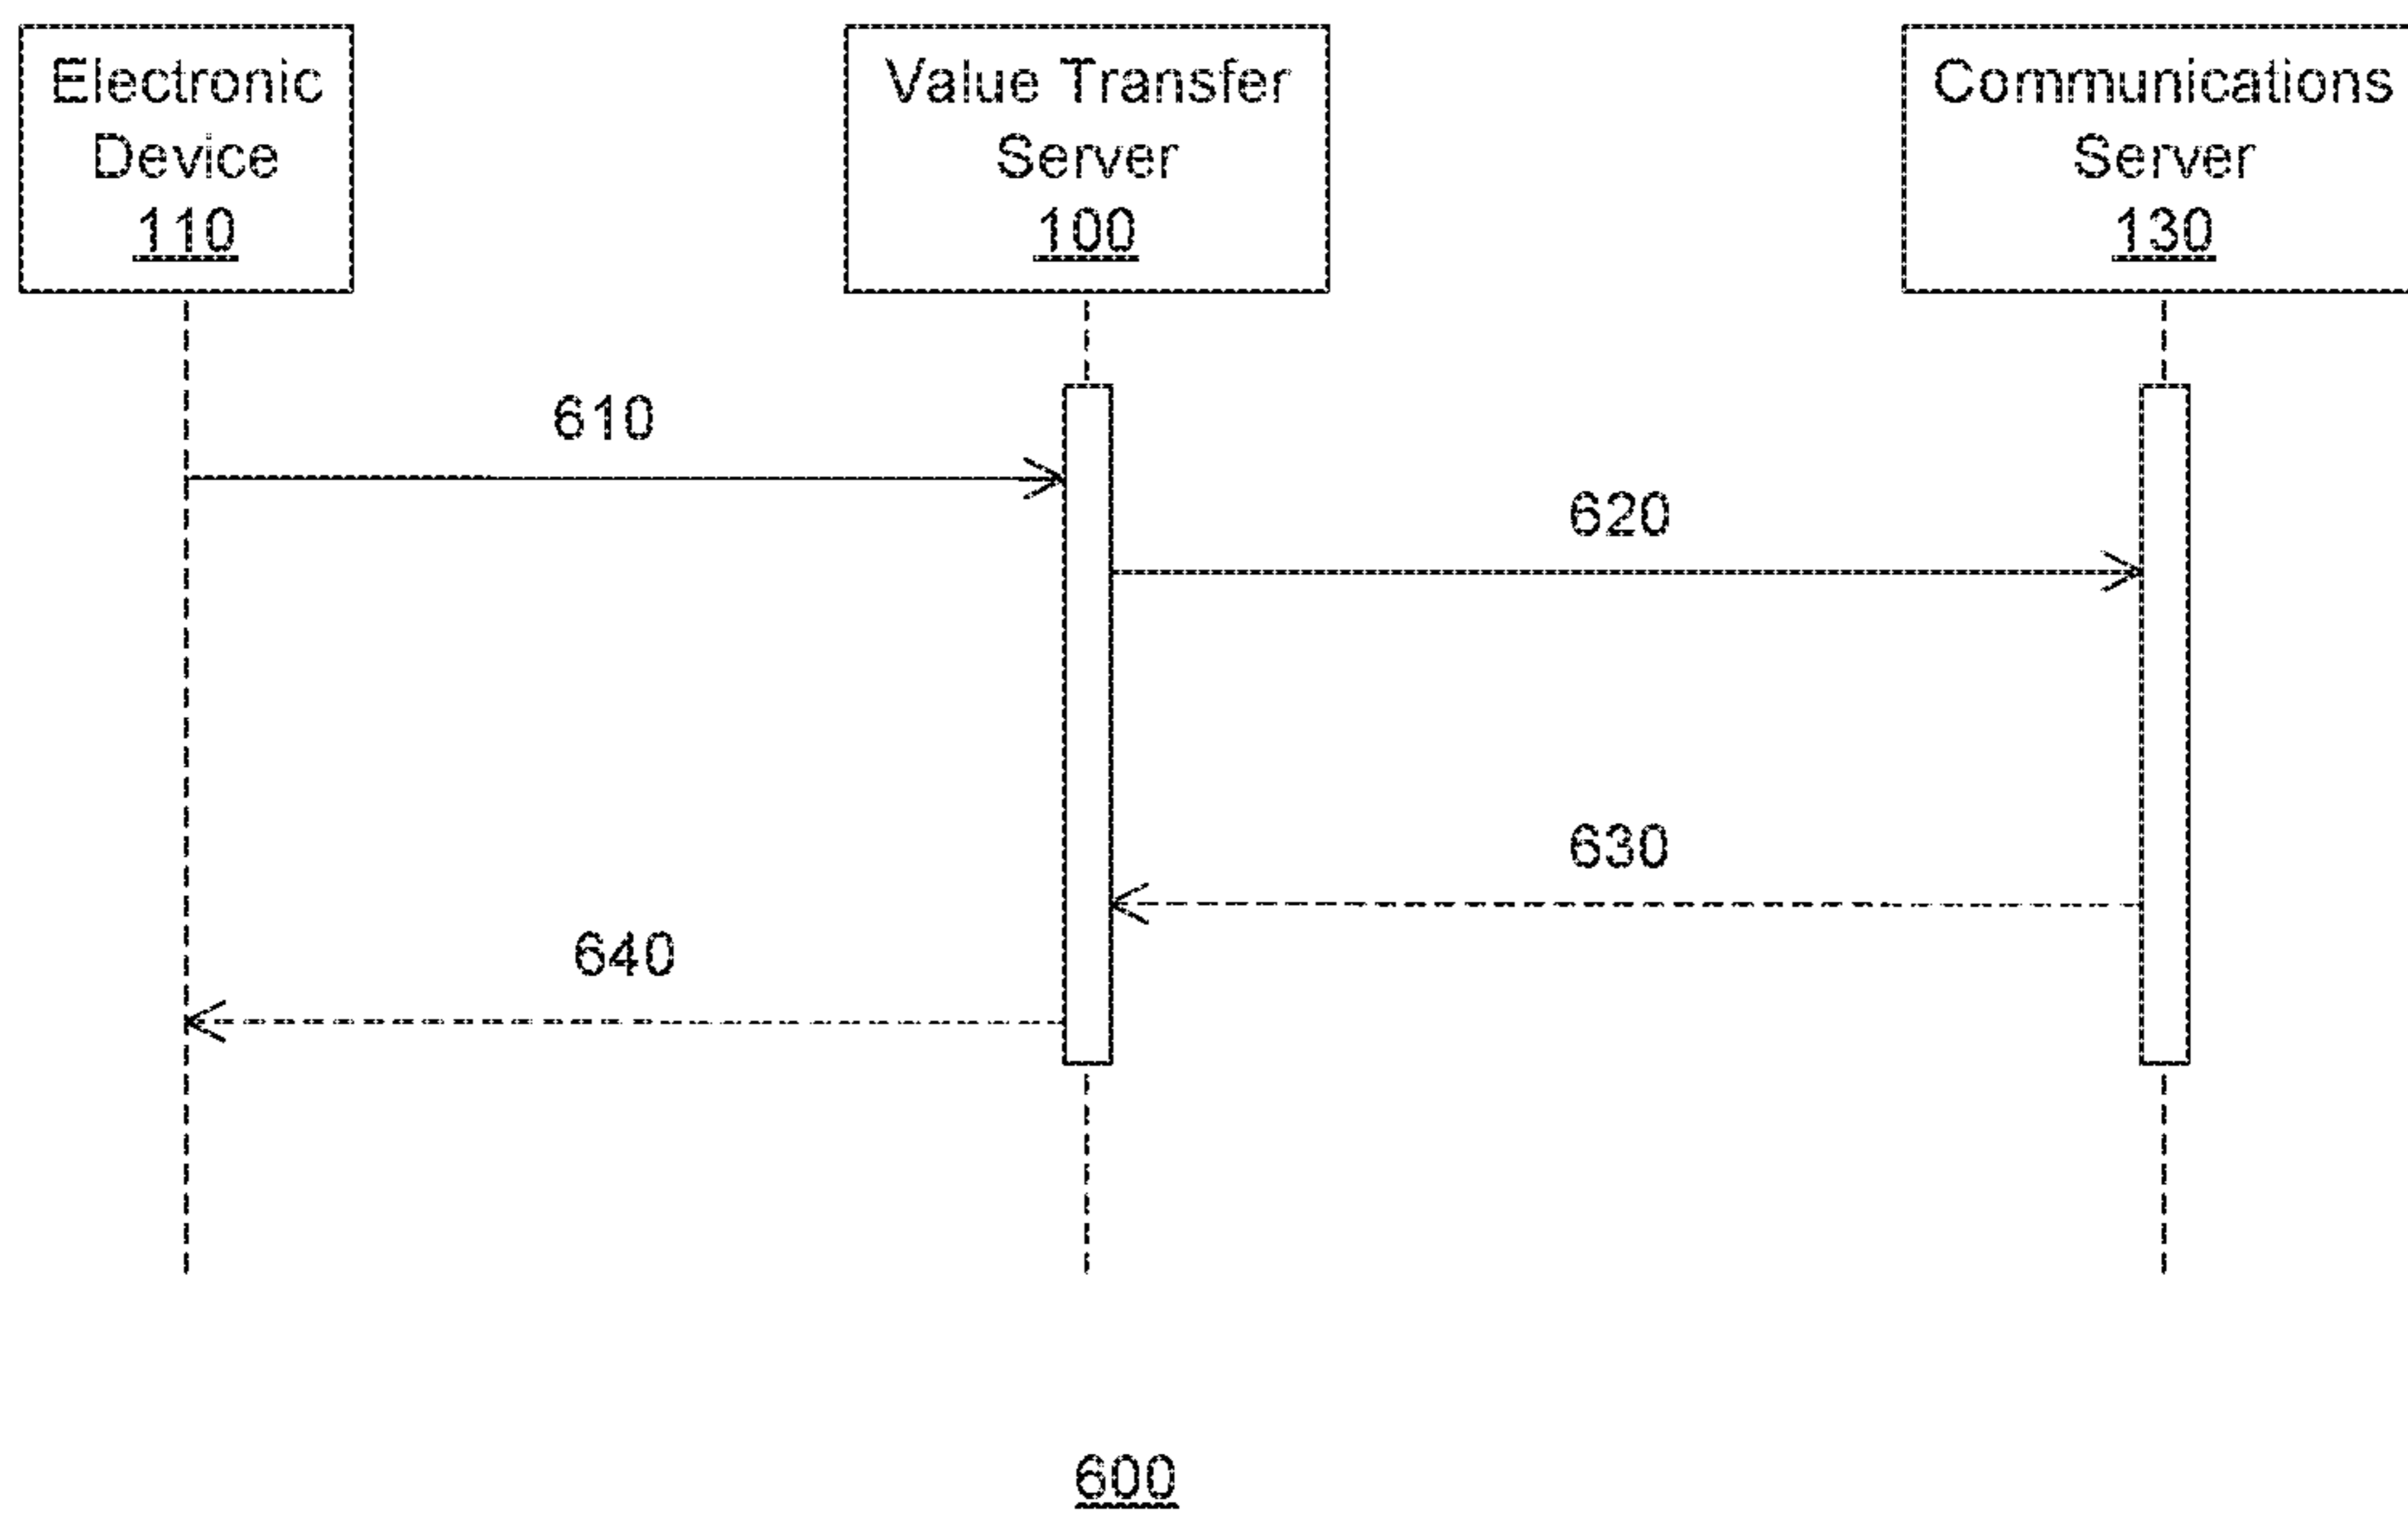 Electronic
Device
110
Value Transfer
Server
100
Communications
Server
130
610
620
630
640
600